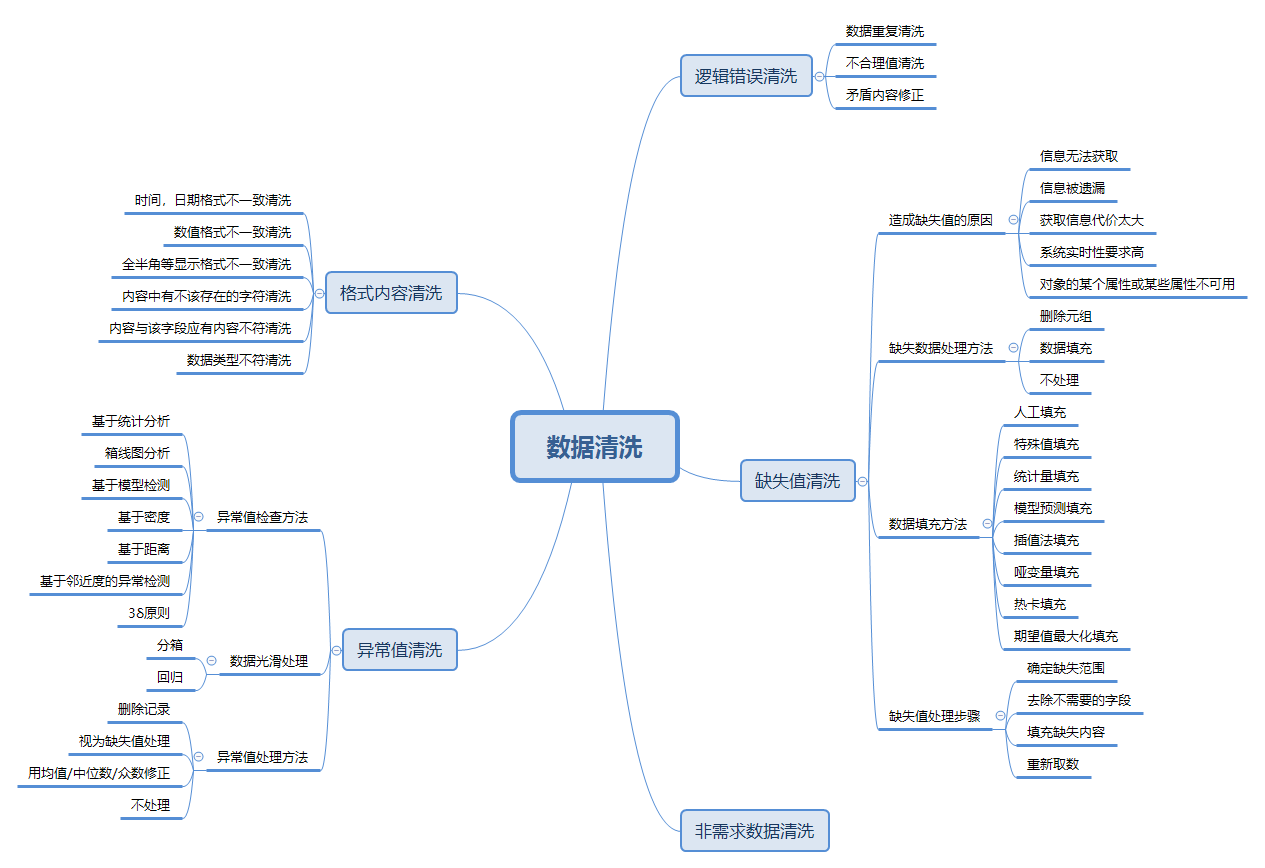 数据清洗
逻辑错误清洗
数据重复清洗
不合理值清洗
矛盾内容修正
缺失值清洗
造成缺失值的原因
信息无法获取
信息被遗漏
获取信息代价太大
系统实时性要求高
对象的某个属性或某些属性不可用
缺失数据处理方法
删除元组
数据填充
不处理
数据填充方法
人工填充
特殊值填充
统计量填充
模型预测填充
插值法填充
哑变量填充
热卡填充
期望值最大化填充
缺失值处理步骤
确定缺失范围
去除不需要的字段
填充缺失内容
重新取数
非需求数据清洗
格式内容清洗
时间，日期格式不一致清洗
数值格式不一致清洗
全半角等显示格式不一致清洗
内容中有不该存在的字符清洗
内容与该字段应有内容不符清洗
数据类型不符清洗
异常值清洗
异常值检查方法
基于统计分析
箱线图分析
基于模型检测
基于密度
基于距离
基于邻近度的异常检测
3δ原则
数据光滑处理
分箱
回归
异常值处理方法
删除记录
视为缺失值处理
用均值/中位数/众数修正
不处理